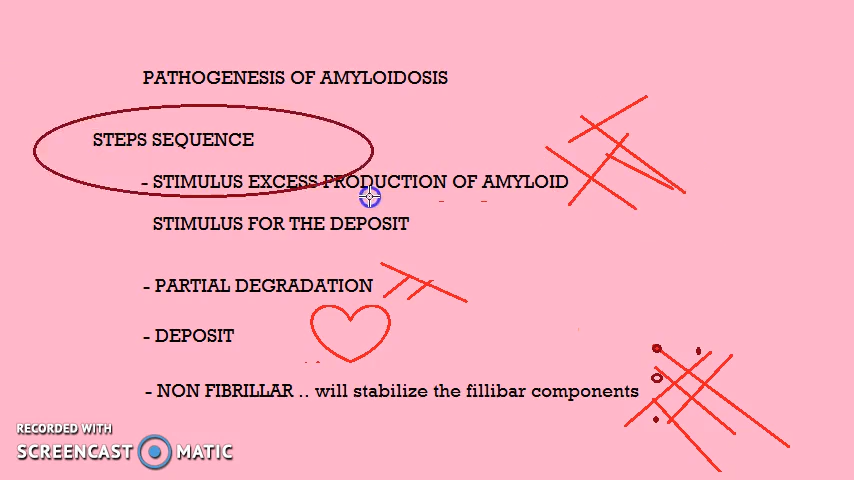 PATHOGENESIS OF AMYLOIDOSIS
STEPS SEQUENCE
- STIMULUS EXCESS PRODUCTION OF AMYLOID
STIMULUS FOR THE DEPOSIT
- PARTIAL DEGRADATION
- DEPOSIT
- NON FIBRILLAR .. will stabilize the fillibar components
RECORDED WITH
SCREENCAST MATIC